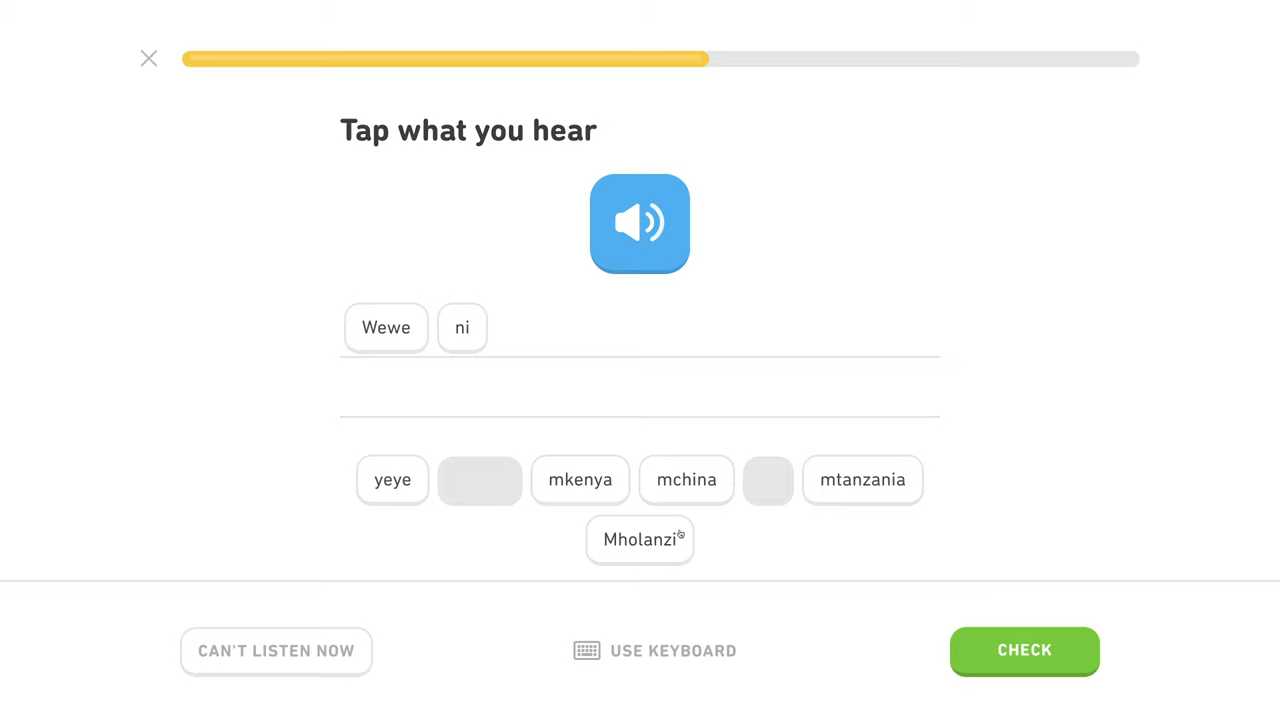 Tap what you hear
Wewe ni
yeye mkenya mchina mtanzania
Mholanzi
CAN'T LISTEN NOW USE KEYBOARD CHECK